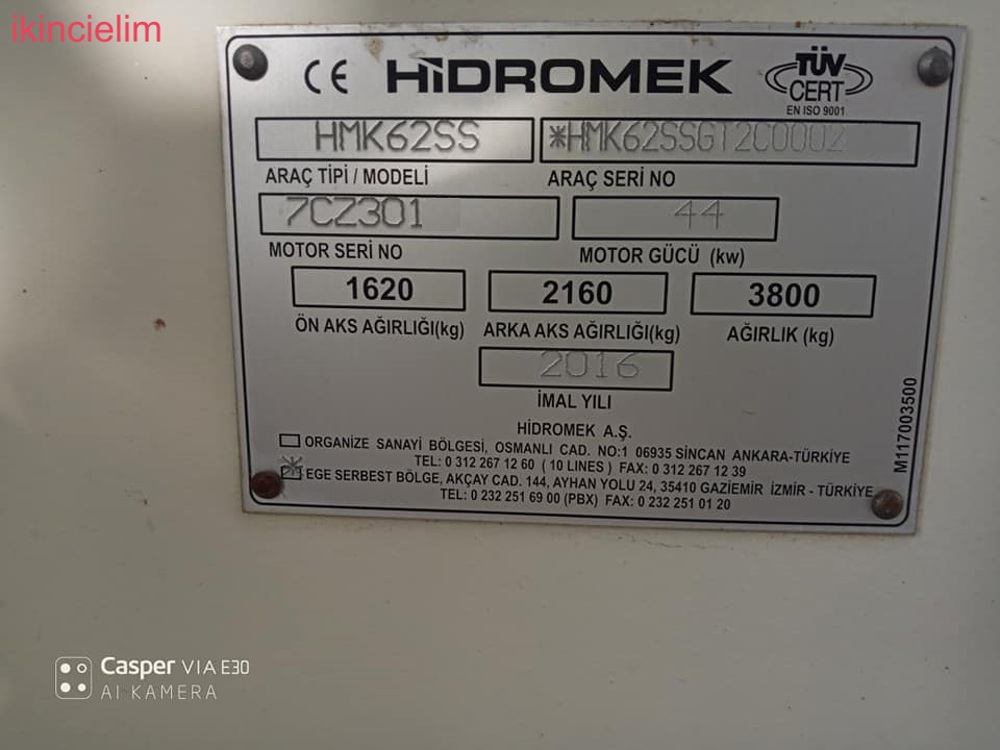 ikincielim
CE HİDROMEK TÜV CERT
EN ISO 9001
HMK62SS *HMK62SSGT2C0002
ARAÇ TİPİ / MODELİ ARAÇ SERI NO
7CZ301 44
MOTOR SERI NO MOTOR GÜCÜ (kw)
1620 2160 3800
ÖN AKS AĞIRLIĞI(kg) ARKA AKS AĞIRLIĞI(kg) AĞIRLIK (kg)
2016
İMAL YILI
HİDROMEK A.Ş.
ORGANIZE SANAYİ BÖLGESİ, OSMANLI CAD. NO:1 06935 SİNCAN ANKARA-TÜRKİYE
TEL: 0 312 267 12 60 ( 10 LINES ) FAX: 0 312 267 12 39
EGE SERBEST BÖLGE, AKÇAY CAD. 144, AYHAN YOLU 24, 35410 GAZİEMİR İZMİR - TÜRKİYE
TEL: 0 232 251 69 00 (PBX) FAX: 0 232 251 01 20
M117003500
Casper VIA E30
AI KAMERA